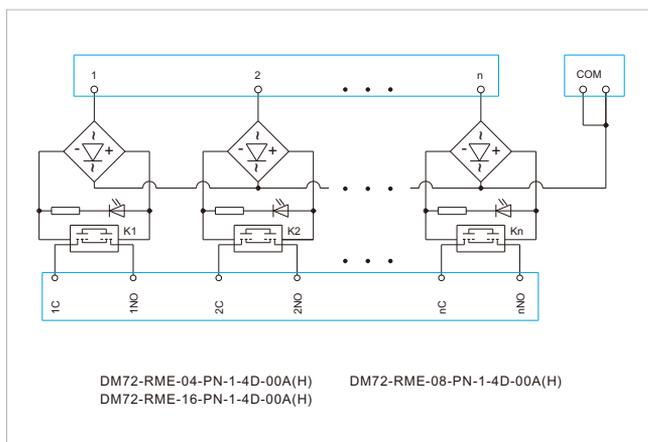 1 2 n COM
~ ~ ~
- + - + - +
~ ~ ~
K1 K2 Kn
1C 1NO 2C 2NO nC nNO
DM72-RME-04-PN-1-4D-00A(H) DM72-RME-08-PN-1-4D-00A(H)
DM72-RME-16-PN-1-4D-00A(H)